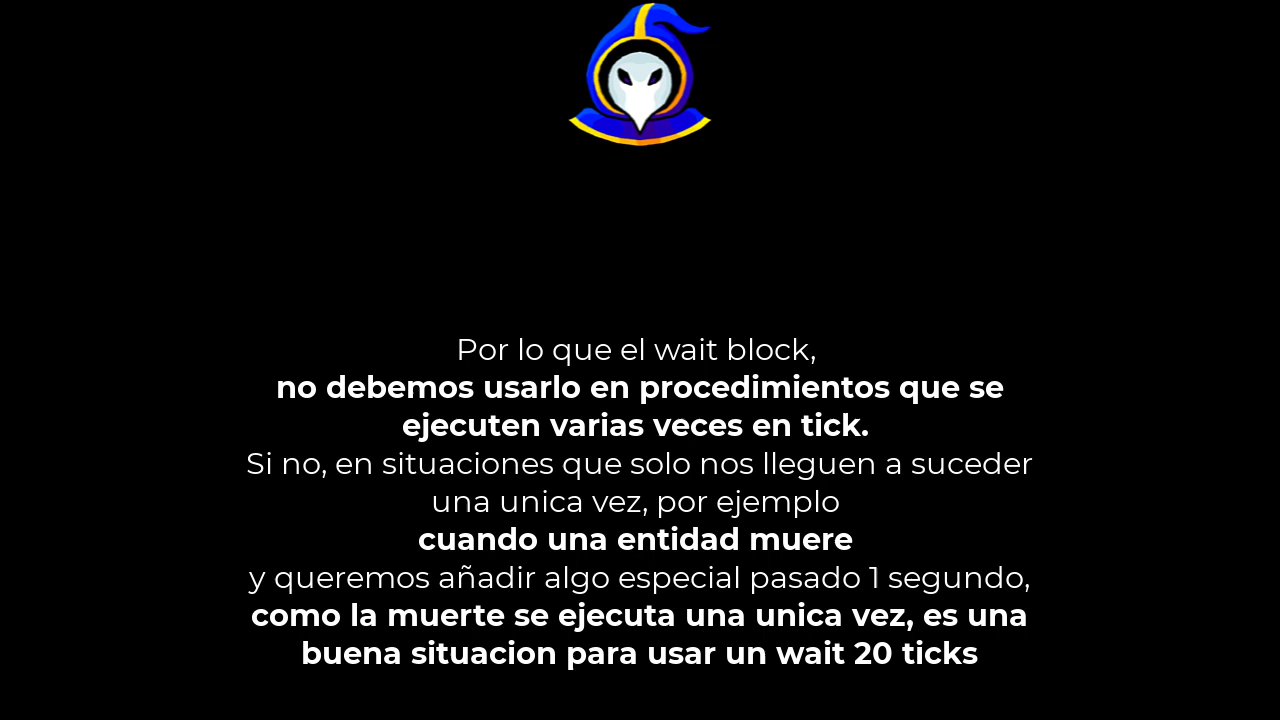 Por lo que el wait block,
no debemos usarlo en procedimientos que se
ejecuten varias veces en tick.
Si no, en situaciones que solo nos lleguen a suceder
una unica vez, por ejemplo
cuando una entidad muere
y queremos añadir algo especial pasado 1 segundo,
como la muerte se ejecuta una unica vez, es una
buena situacion para usar un wait 20 ticks